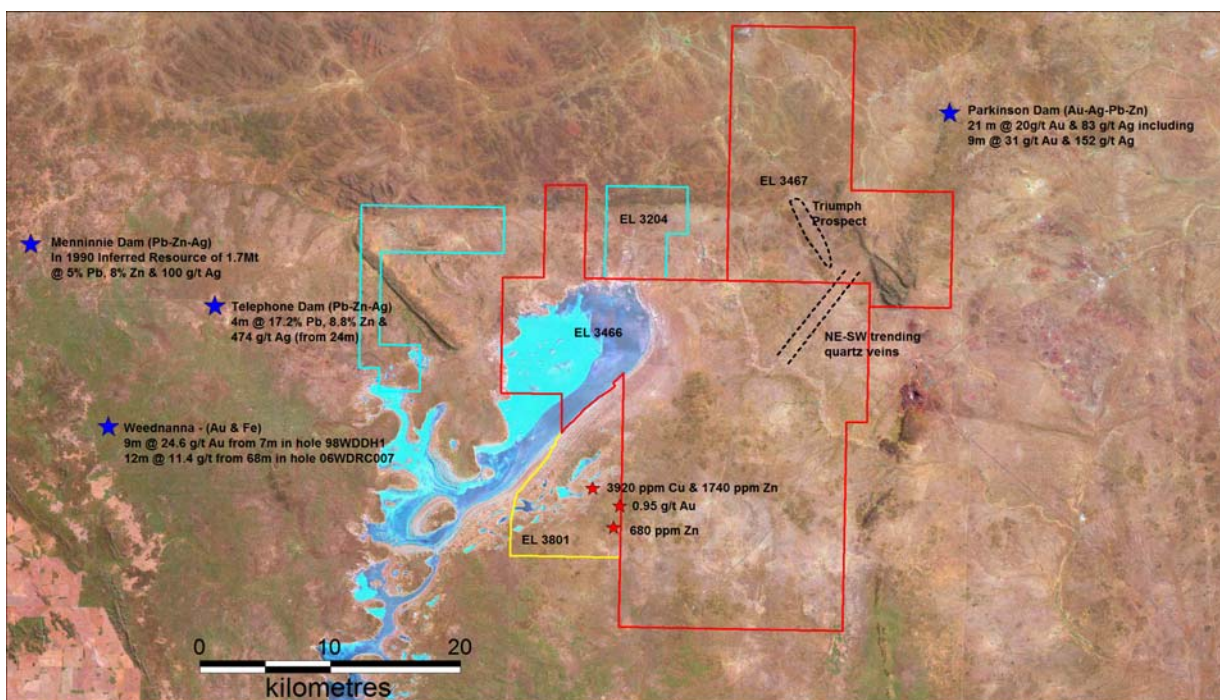 Parkinson Dam (Au-Ag-Pb-Zn)
21 m @ 20g/t Au & 83 g/t Ag including
9m @ 31 g/t Au & 152 g/t Ag
EL 3467
Triumph
Prospect
EL 3204
Menninnie Dam (Pb-Zn-Ag)
In 1990 Inferred Resource of 1.7Mt
@ 5% Pb, 8% Zn & 100 g/t Ag
Telephone Dam (Pb-Zn-Ag)
4m @ 17.2% Pb, 8.8% Zn &
474 g/t Ag (from 24m)
EL 3466
NE-SW trending
quartz veins
Weednanna - (Au & Fe)
9m @ 24.6 g/t Au from 7m in hole 98WDDH1
12m @ 11.4 g/t from 68m in hole 06WDRC007
3920 ppm Cu & 1740 ppm Zn
0.95 g/t Au
680 ppm Zn
EL 3801
0 10 20
kilometres